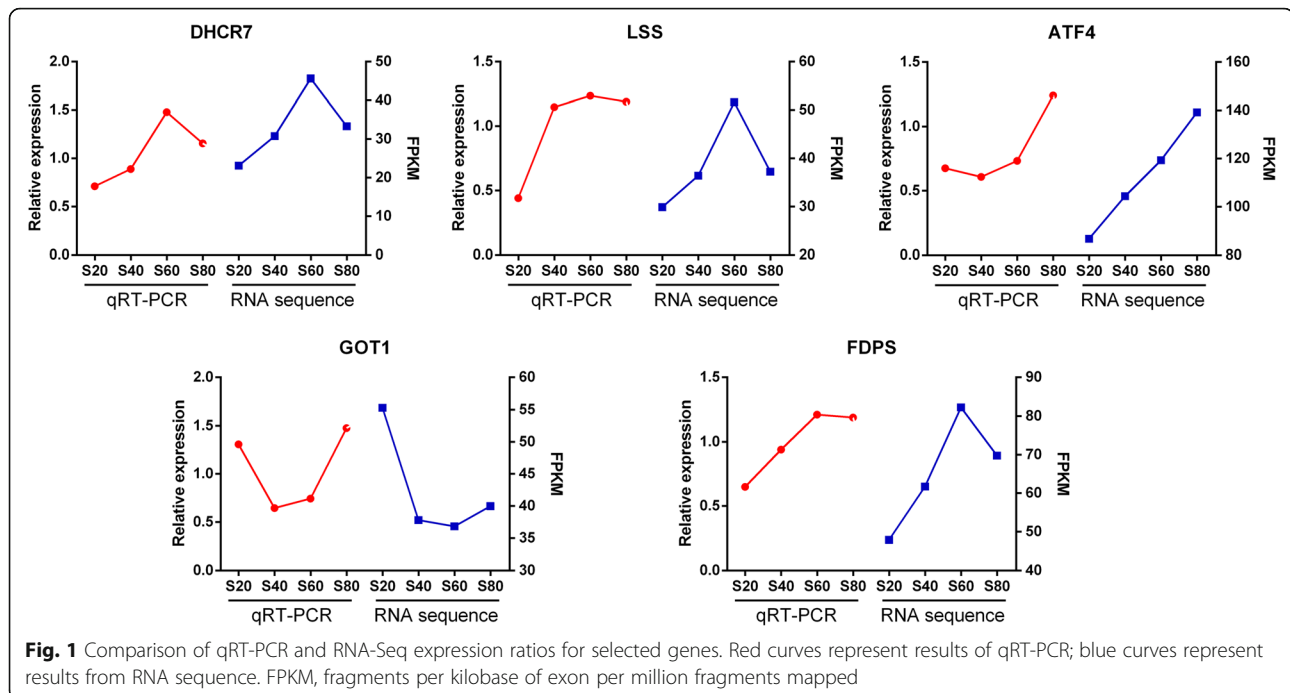 DHCR7
2.0
1.5
1.0
0.5
0.0
Relative expression
50
40
30
20
10
0
FPKM
S20 S40 S60 S80 S20 S40 S60 S80
qRT-PCR RNA sequence
LSS
1.5
1.0
0.5
0.0
Relative expression
60
50
40
30
20
FPKM
S20 S40 S60 S80 S20 S40 S60 S80
qRT-PCR RNA sequence
ATF4
1.5
1.0
0.5
0.0
Relative expression
160
140
120
100
80
FPKM
S20 S40 S60 S80 S20 S40 S60 S80
qRT-PCR RNA sequence
GOT1
2.0
1.5
1.0
0.5
0.0
Relative expression
60
55
50
45
40
35
30
FPKM
S20 S40 S60 S80 S20 S40 S60 S80
qRT-PCR RNA sequence
FDPS
1.5
1.0
0.5
0.0
Relative expression
90
80
70
60
50
40
FPKM
S20 S40 S60 S80 S20 S40 S60 S80
qRT-PCR RNA sequence
Fig. 1 Comparison of qRT-PCR and RNA-Seq expression ratios for selected genes. Red curves represent results of qRT-PCR; blue curves represent
results from RNA sequence. FPKM, fragments per kilobase of exon per million fragments mapped